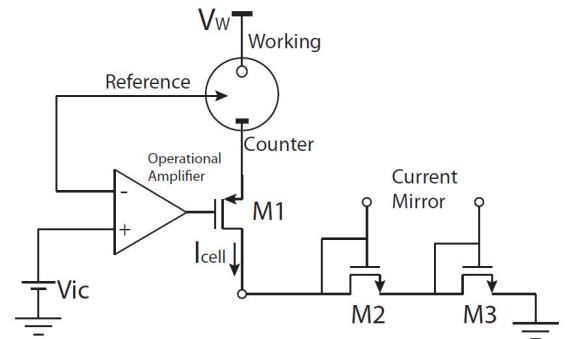 VW
Working
Reference
Counter
Operational
Amplifier
-
+
M1
Current
Mirror
Icell
Vic
M2
M3